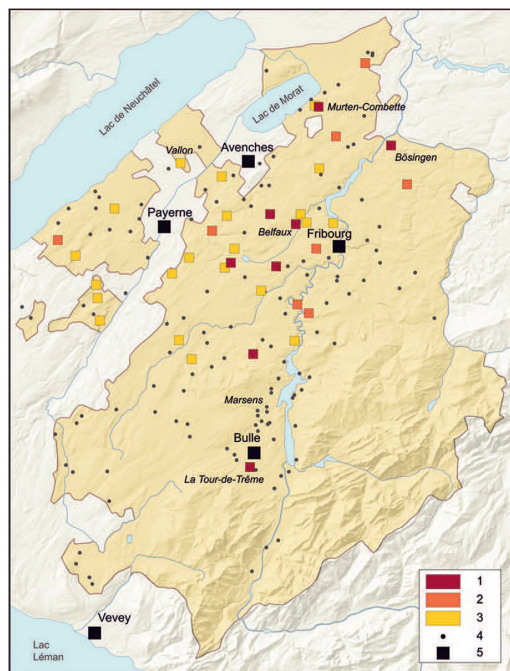 Lac de Neuchâtel
Lac de Morat
Murten-Combette
Vallon
Avenches
Bösingen
Payerne
Belfaux
Fribourg
Marsens
Bulle
La Tour-de-Trême
Vevey
Lac
Léman
1
2
3
4
5